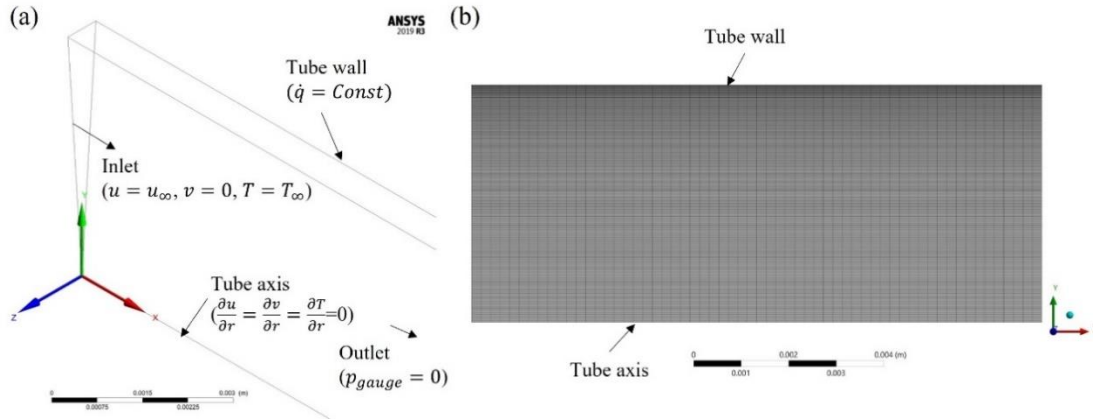 (a)
ANSYS
2019 R3
Tube wall
(q̇ = Const)
Inlet
(u = u∞, v = 0, T = T∞)
Y
Z
X
Tube axis
(∂u/∂r = ∂v/∂r = ∂T/∂r=0)
Outlet
(p_gauge = 0)
0 0.0015 0.003 (m)
0.00075 0.00225
(b)
Tube wall
Tube axis
0 0.002 0.004 (m)
0.001 0.003
Y